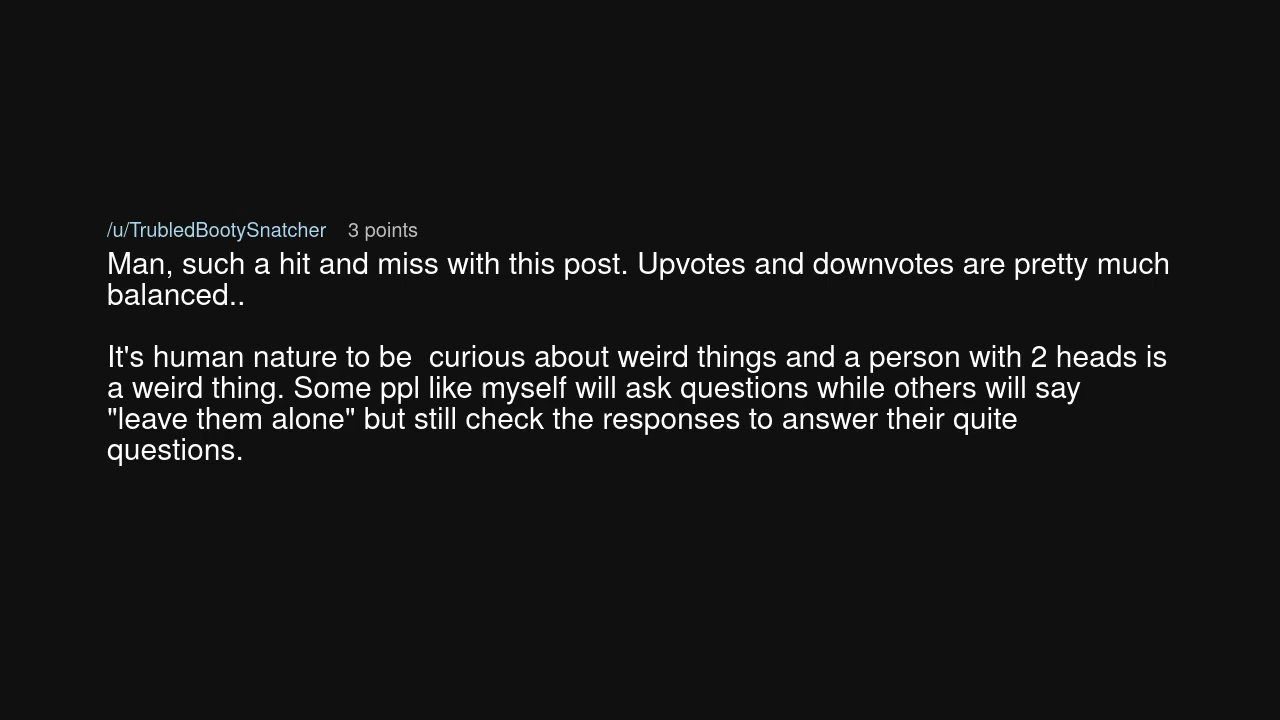 /u/TrubledBootySnatcher 3 points
Man, such a hit and miss with this post. Upvotes and downvotes are pretty much
balanced..
It's human nature to be  curious about weird things and a person with 2 heads is
a weird thing. Some ppl like myself will ask questions while others will say
"leave them alone" but still check the responses to answer their quite
questions.